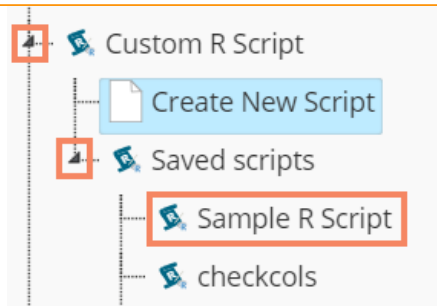 Custom R Script
Create New Script
Saved scripts
Sample R Script
checkcols